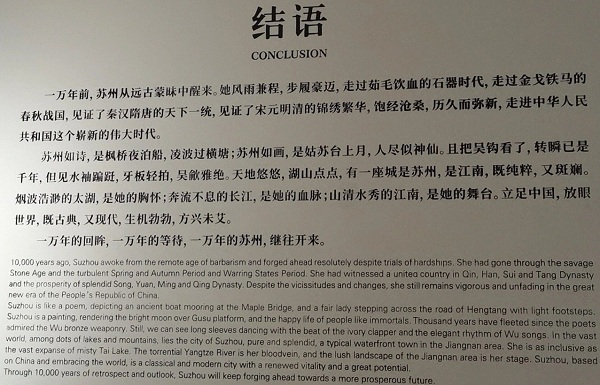 结语
CONCLUSION
一万年前，苏州从远古蒙昧中醒来。她风雨兼程，步履豪迈，走过茹毛饮血的石器时代，走过金戈铁马的
春秋战国，见证了秦汉隋唐的天下一统，见证了宋元明清的锦绣繁华，饱经沧桑，历久而弥新，走进中华人民
共和国这个崭新的伟大时代。
苏州如诗，是枫桥夜泊船，凌波过横塘；苏州如画，是姑苏台上月，人尽似神仙。且把吴钩看了，转瞬已是
千年，但见水袖蹁跹，牙板轻拍，吴歈雅绝。天地悠悠，湖山点点，有一座城是苏州，是江南，既纯粹，又斑斓。
烟波浩渺的太湖，是她的胸怀；奔流不息的长江，是她的血脉；山清水秀的江南，是她的舞台。立足中国，放眼
世界，既古典，又现代，生机勃勃，方兴未艾。
一万年的回眸，一万年的等待，一万年的苏州，继往开来。
10,000 years ago, Suzhou awoke from the remote age of barbarism and forged ahead resolutely despite trials of hardships. She had gone through the savage
Stone Age and the turbulent Spring and Autumn Period and Warring States Period. She had witnessed a united country in Qin, Han, Sui and Tang Dynasty
and the prosperity of splendid Song, Yuan, Ming and Qing Dynasty. Despite the vicissitudes and changes, she still remains vigorous and unfading in the great
new era of the People's Republic of China.
Suzhou is like a poem, depicting an ancient boat mooring at the Maple Bridge, and a fair lady stepping across the road of Hengtang with light footsteps.
Suzhou is a painting, rendering the bright moon over Gusu platform, and the happy life of people like immortals. Thousand years have fleeted since the poets
admired the Wu bronze weaponry. Still, we can see long sleeves dancing with the beat of the ivory clapper and the elegant rhythm of Wu songs. In the vast
world, among dots of lakes and mountains, lies the city of Suzhou, pure and splendid, a typical waterfront town in the Jiangnan area. She is as inclusive as
the vast expanse of misty Tai Lake. The torrential Yangtze River is her bloodvein, and the lush landscape of the Jiangnan area is her stage. Suzhou, based
on China and embracing the world, is a classical and modern city with a renewed vitality and a great potential.
Through 10,000 years of retrospect and outlook, Suzhou will keep forging ahead towards a more prosperous future.